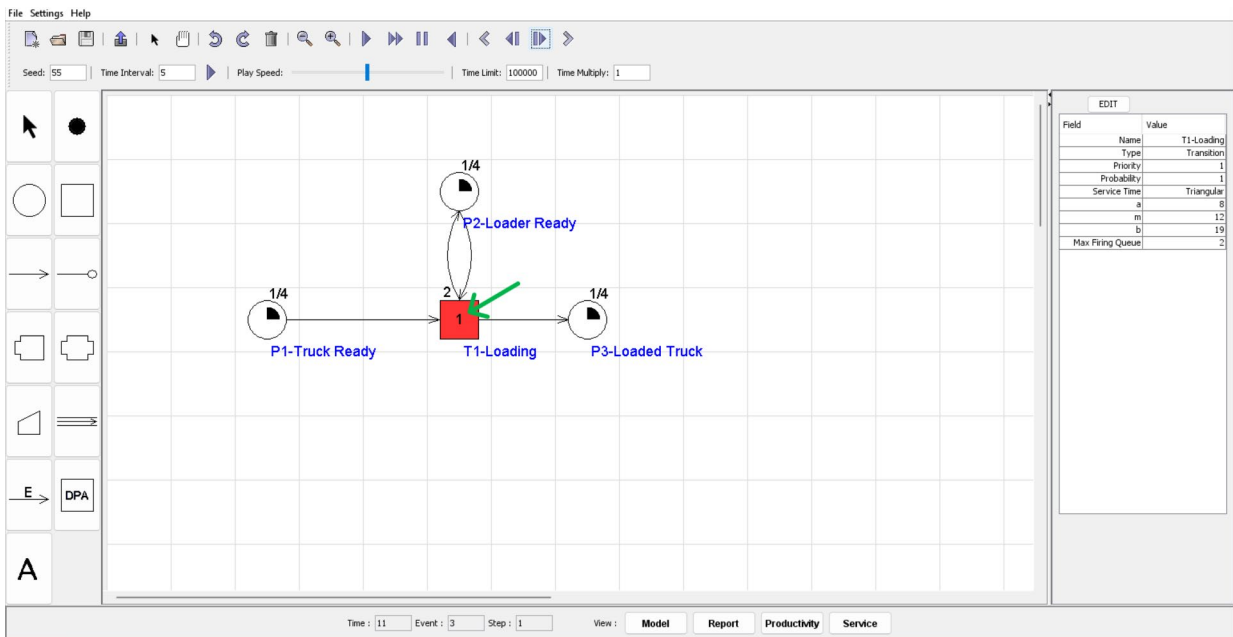 File Settings Help
Seed: 55 Time Interval: 5 Play Speed: Time Limit: 100000 Time Multiply: 1
EDIT
Field Value
Name T1-Loading
Type Transition
Priority 1
Probability 1
Service Time Triangular
a 8
m 12
b 19
Max Firing Queue 2
1/4
P2-Loader Ready
1/4 2 1/4
1
P1-Truck Ready T1-Loading P3-Loaded Truck
E DPA
A
Time : 11 Event : 3 Step : 1 View : Model Report Productivity Service